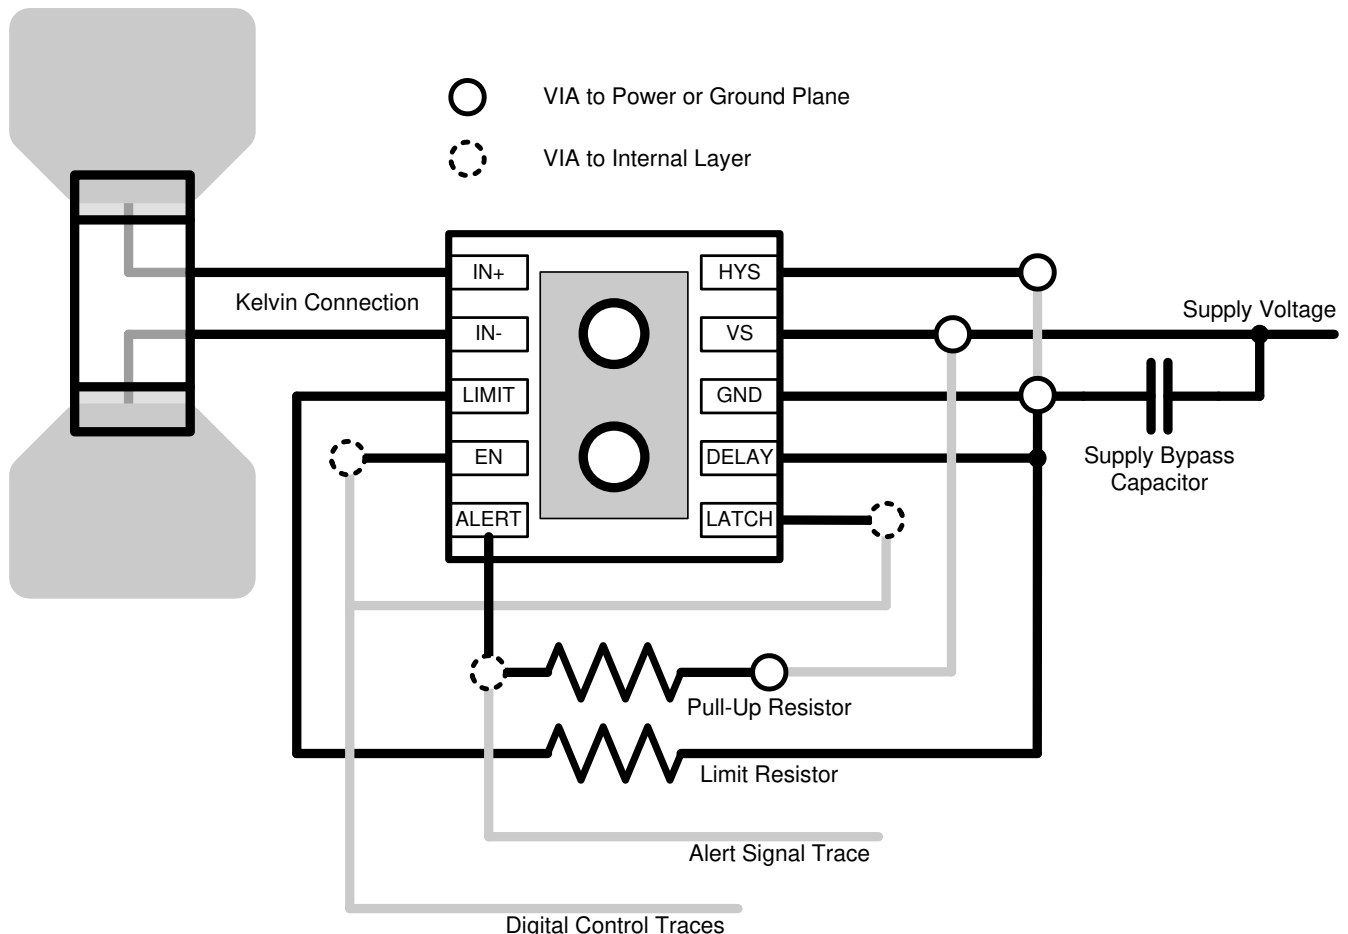 VIA to Power or Ground Plane
VIA to Internal Layer
IN+
HYS
Kelvin Connection
Supply Voltage
IN-
VS
LIMIT
GND
EN
DELAY
Supply Bypass
Capacitor
ALERT
LATCH
Pull-Up Resistor
Limit Resistor
Alert Signal Trace
Digital Control Traces